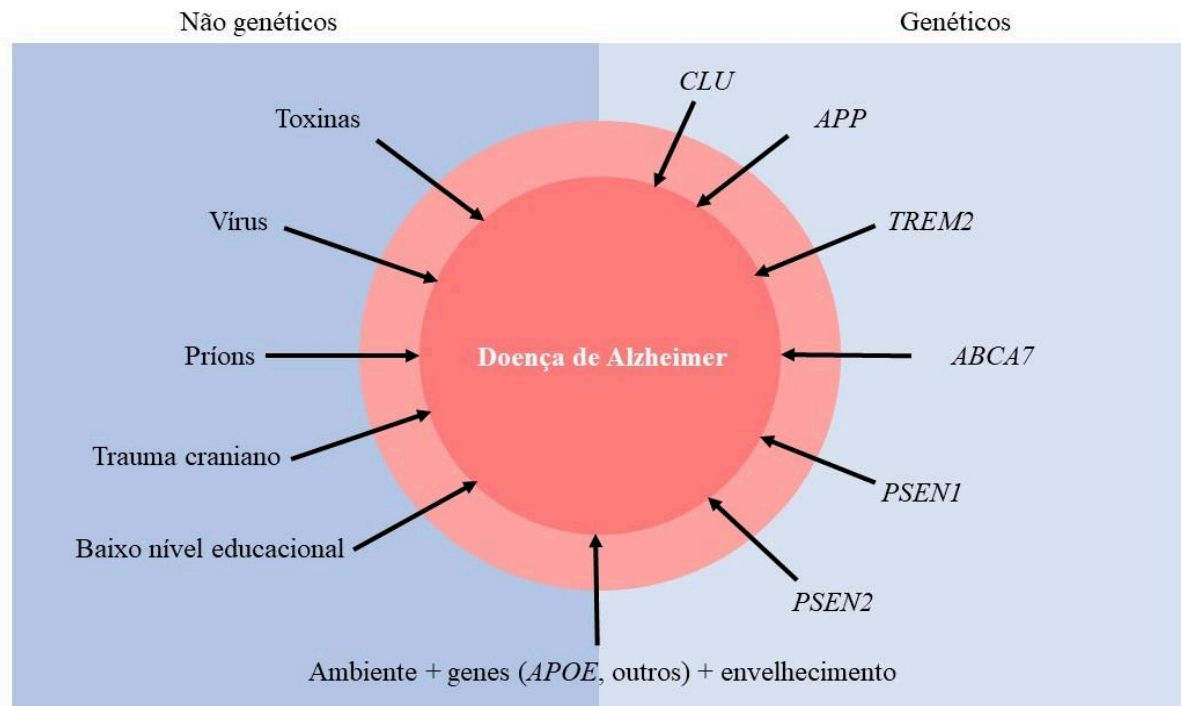 Não genéticos
Genéticos
CLU
Toxinas
APP
Vírus
TREM2
Príons
Doença de Alzheimer
ABCA7
Trauma craniano
PSEN1
Baixo nível educacional
PSEN2
Ambiente + genes (APOE, outros) + envelhecimento